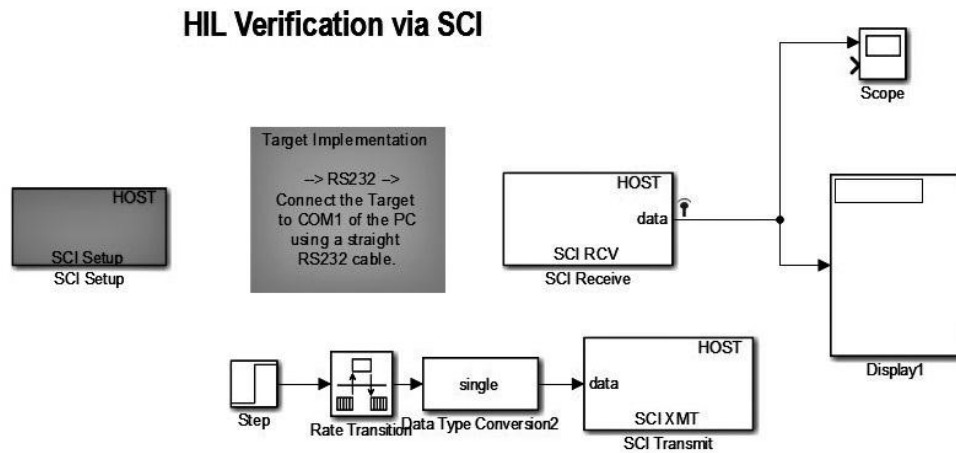 HIL Verification via SCI
Scope
HOST
SCI Setup
SCI Setup
Target Implementation
--> RS232 -->
Connect the Target
to COM1 of the PC
using a straight
RS232 cable.
HOST
data
SCI RCV
SCI Receive
Display1
Step
Rate Transition
single
Data Type Conversion2
HOST
data
SCI XMT
SCI Transmit